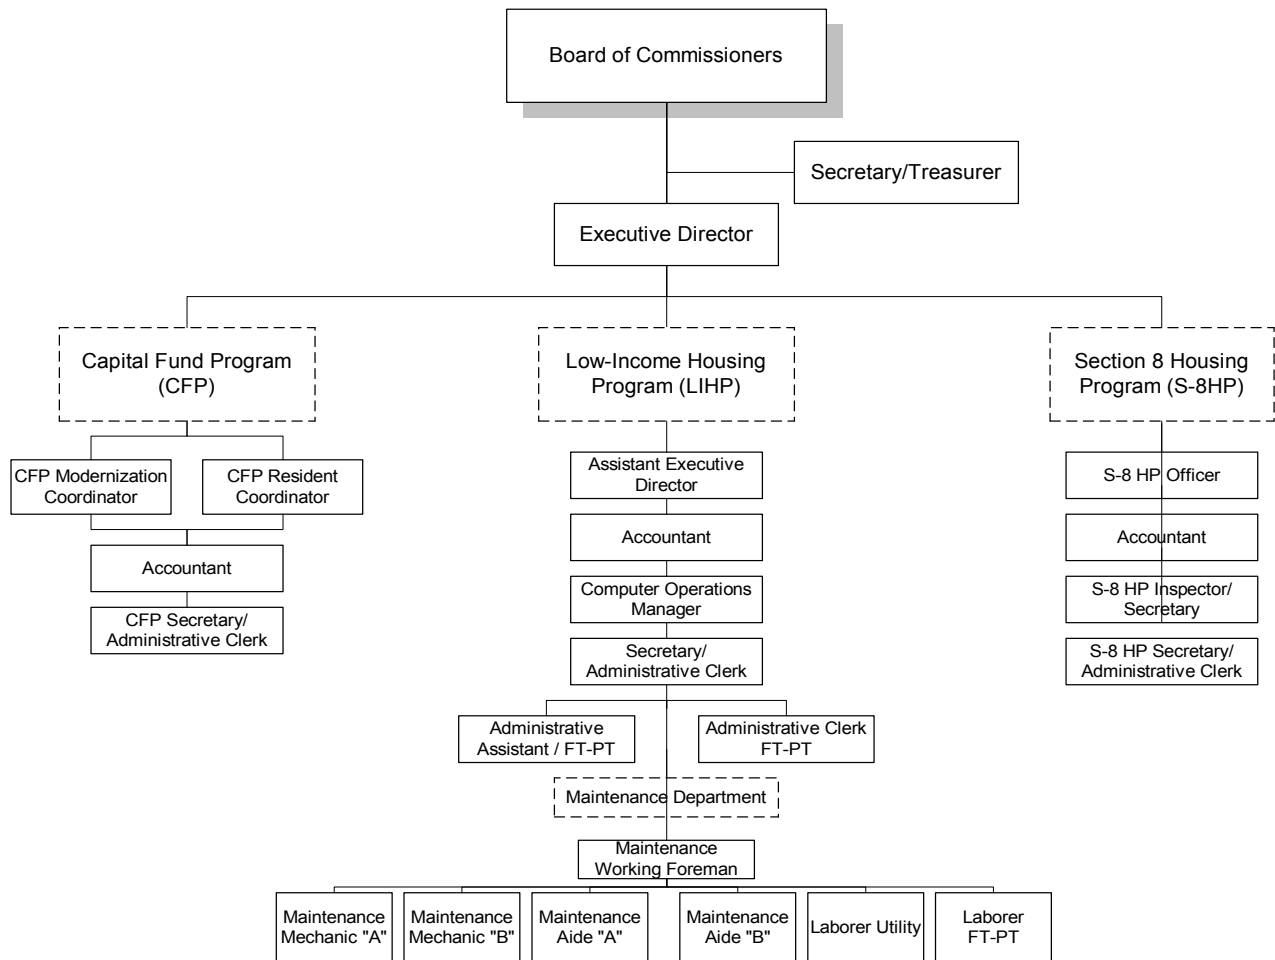 Board of Commissioners
Secretary/Treasurer
Executive Director
Capital Fund Program
(CFP)
Low-Income Housing
Program (LIHP)
Section 8 Housing
Program (S-8HP)
CFP Modernization
Coordinator
CFP Resident
Coordinator
Accountant
CFP Secretary/
Administrative Clerk
Assistant Executive
Director
Accountant
Computer Operations
Manager
Secretary/
Administrative Clerk
Administrative
Assistant / FT-PT
Administrative Clerk
FT-PT
S-8 HP Officer
Accountant
S-8 HP Inspector/
Secretary
S-8 HP Secretary/
Administrative Clerk
Maintenance Department
Maintenance
Working Foreman
Maintenance
Mechanic "A"
Maintenance
Mechanic "B"
Maintenance
Aide "A"
Maintenance
Aide "B"
Laborer Utility
Laborer
FT-PT